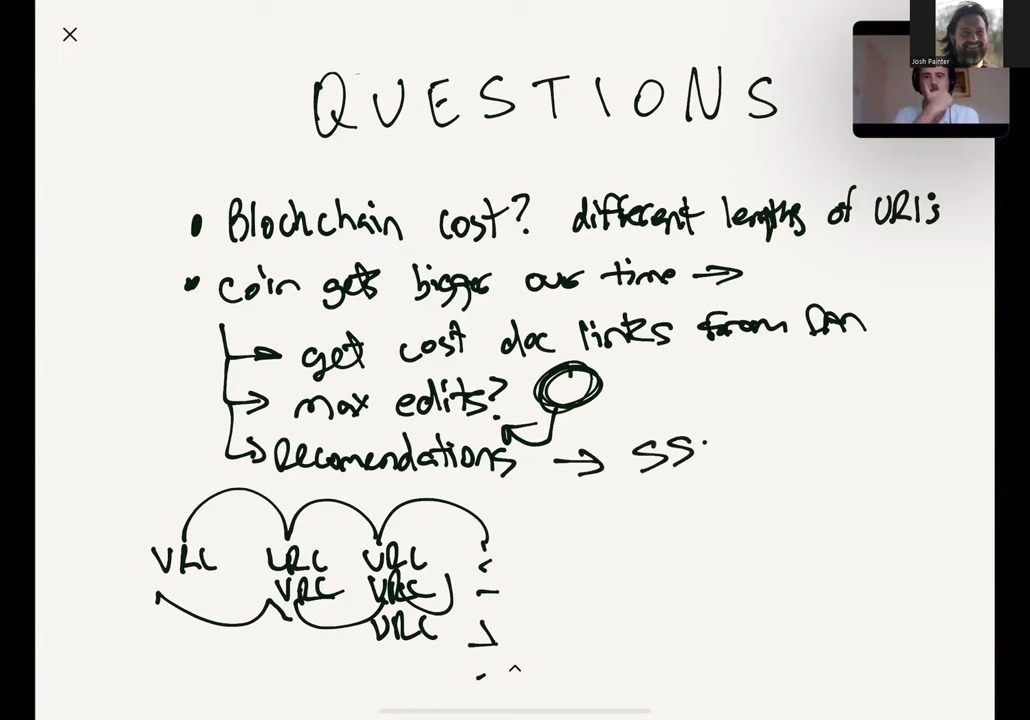 Josh Painter
QUESTIONS
• Blockchain cost? different lengths of URIs
• coin gets bigger over time →
→ get cost doc links from DAN
→ max edits?
→ Recomendations → SS
URL URL URL
URL URL
URL